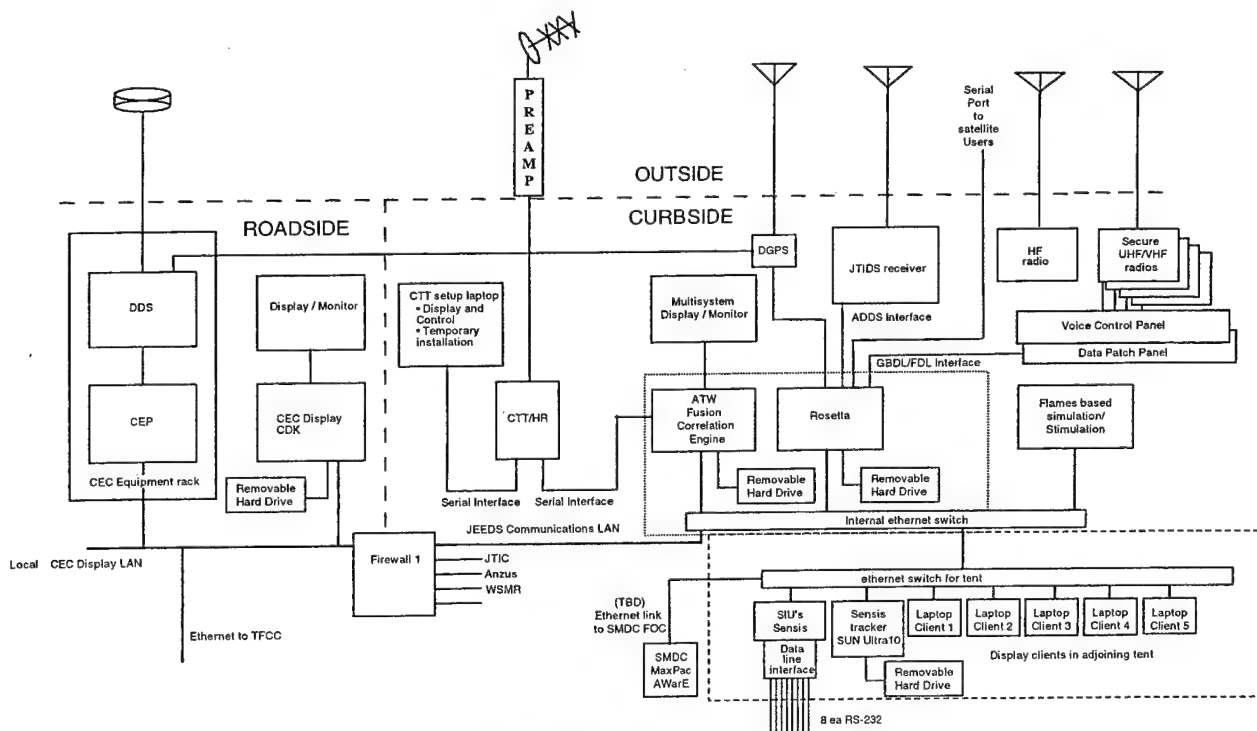 P
R
E
A
M
P
Serial
Port
to
satellite
Users
OUTSIDE
ROADSIDE
CURBSIDE
DDS
Display / Monitor
CTT setup laptop
• Display and
Control
• Temporary
installation
Multisystem
Display / Monitor
DGPS
JTIDS receiver
HF
radio
Secure
UHF/VHF
radios
ADDS Interface
Voice Control Panel
Data Patch Panel
GBDL/FDL Interface
CEP
CEC Display
CDK
CTT/HR
ATW
Fusion
Correlation
Engine
Rosetta
Flames based
simulation/
Stimulation
CEC Equipment rack
Removable
Hard Drive
Serial Interface
Serial Interface
Removable
Hard Drive
Removable
Hard Drive
JEEDS Communications LAN
Internal ethernet switch
Local CEC Display LAN
Firewall 1
JTIC
Anzus
WSMR
Ethernet to TFCC
(TBD)
Ethernet link
to SMDC FOC
ethernet switch for tent
SMDC
MaxPac
AWarE
SIU's
Sensis
Data
line
interface
Sensis
tracker
SUN Ultra10
Laptop
Client 1
Laptop
Client 2
Laptop
Client 3
Laptop
Client 4
Laptop
Client 5
Display clients in adjoining tent
Removable
Hard Drive
8 ea RS-232